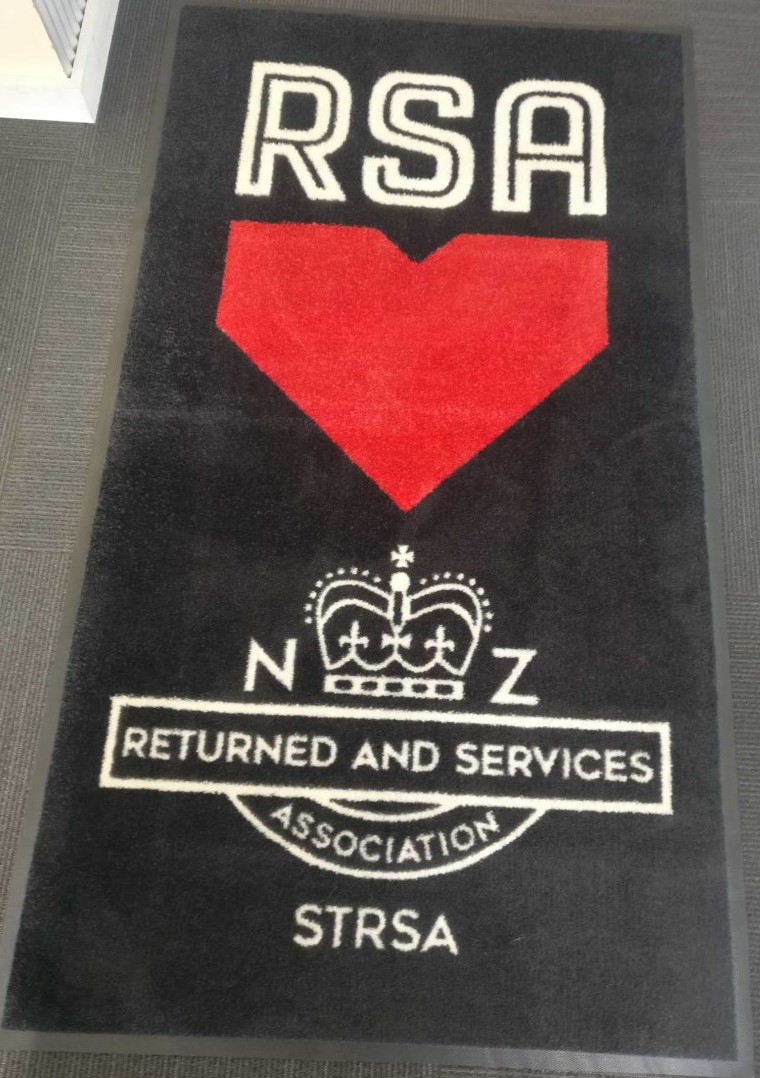 RSA
N Z
RETURNED AND SERVICES
ASSOCIATION
STRSA